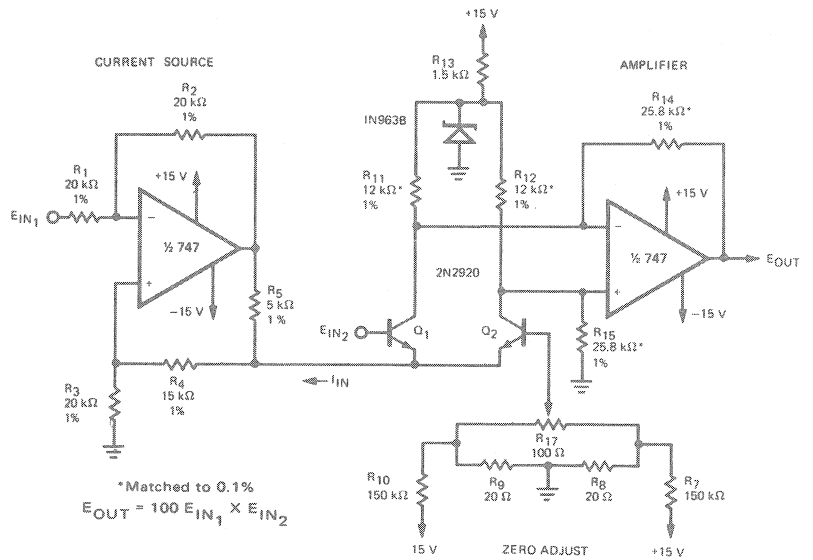 +15 V
CURRENT SOURCE
R13
1.5 kΩ
AMPLIFIER
R2
20 kΩ
1%
R14
25.8 kΩ*
1%
IN963B
R1
20 kΩ
1%
+15 V
R11
12 kΩ*
1%
R12
12 kΩ*
1%
+15 V
EIN1
−
½ 747
+
−
½ 747
+
EOUT
2N2920
−15 V
R5
5 kΩ
1%
EIN2
Q1
Q2
−15 V
R15
25.8 kΩ*
1%
IIN
R3
20 kΩ
1%
R4
15 kΩ
1%
R17
100 Ω
R10
150 kΩ
R9
20 Ω
R8
20 Ω
R7
150 kΩ
*Matched to 0.1%
EOUT = 100 EIN1 X EIN2
15 V
ZERO ADJUST
+15 V